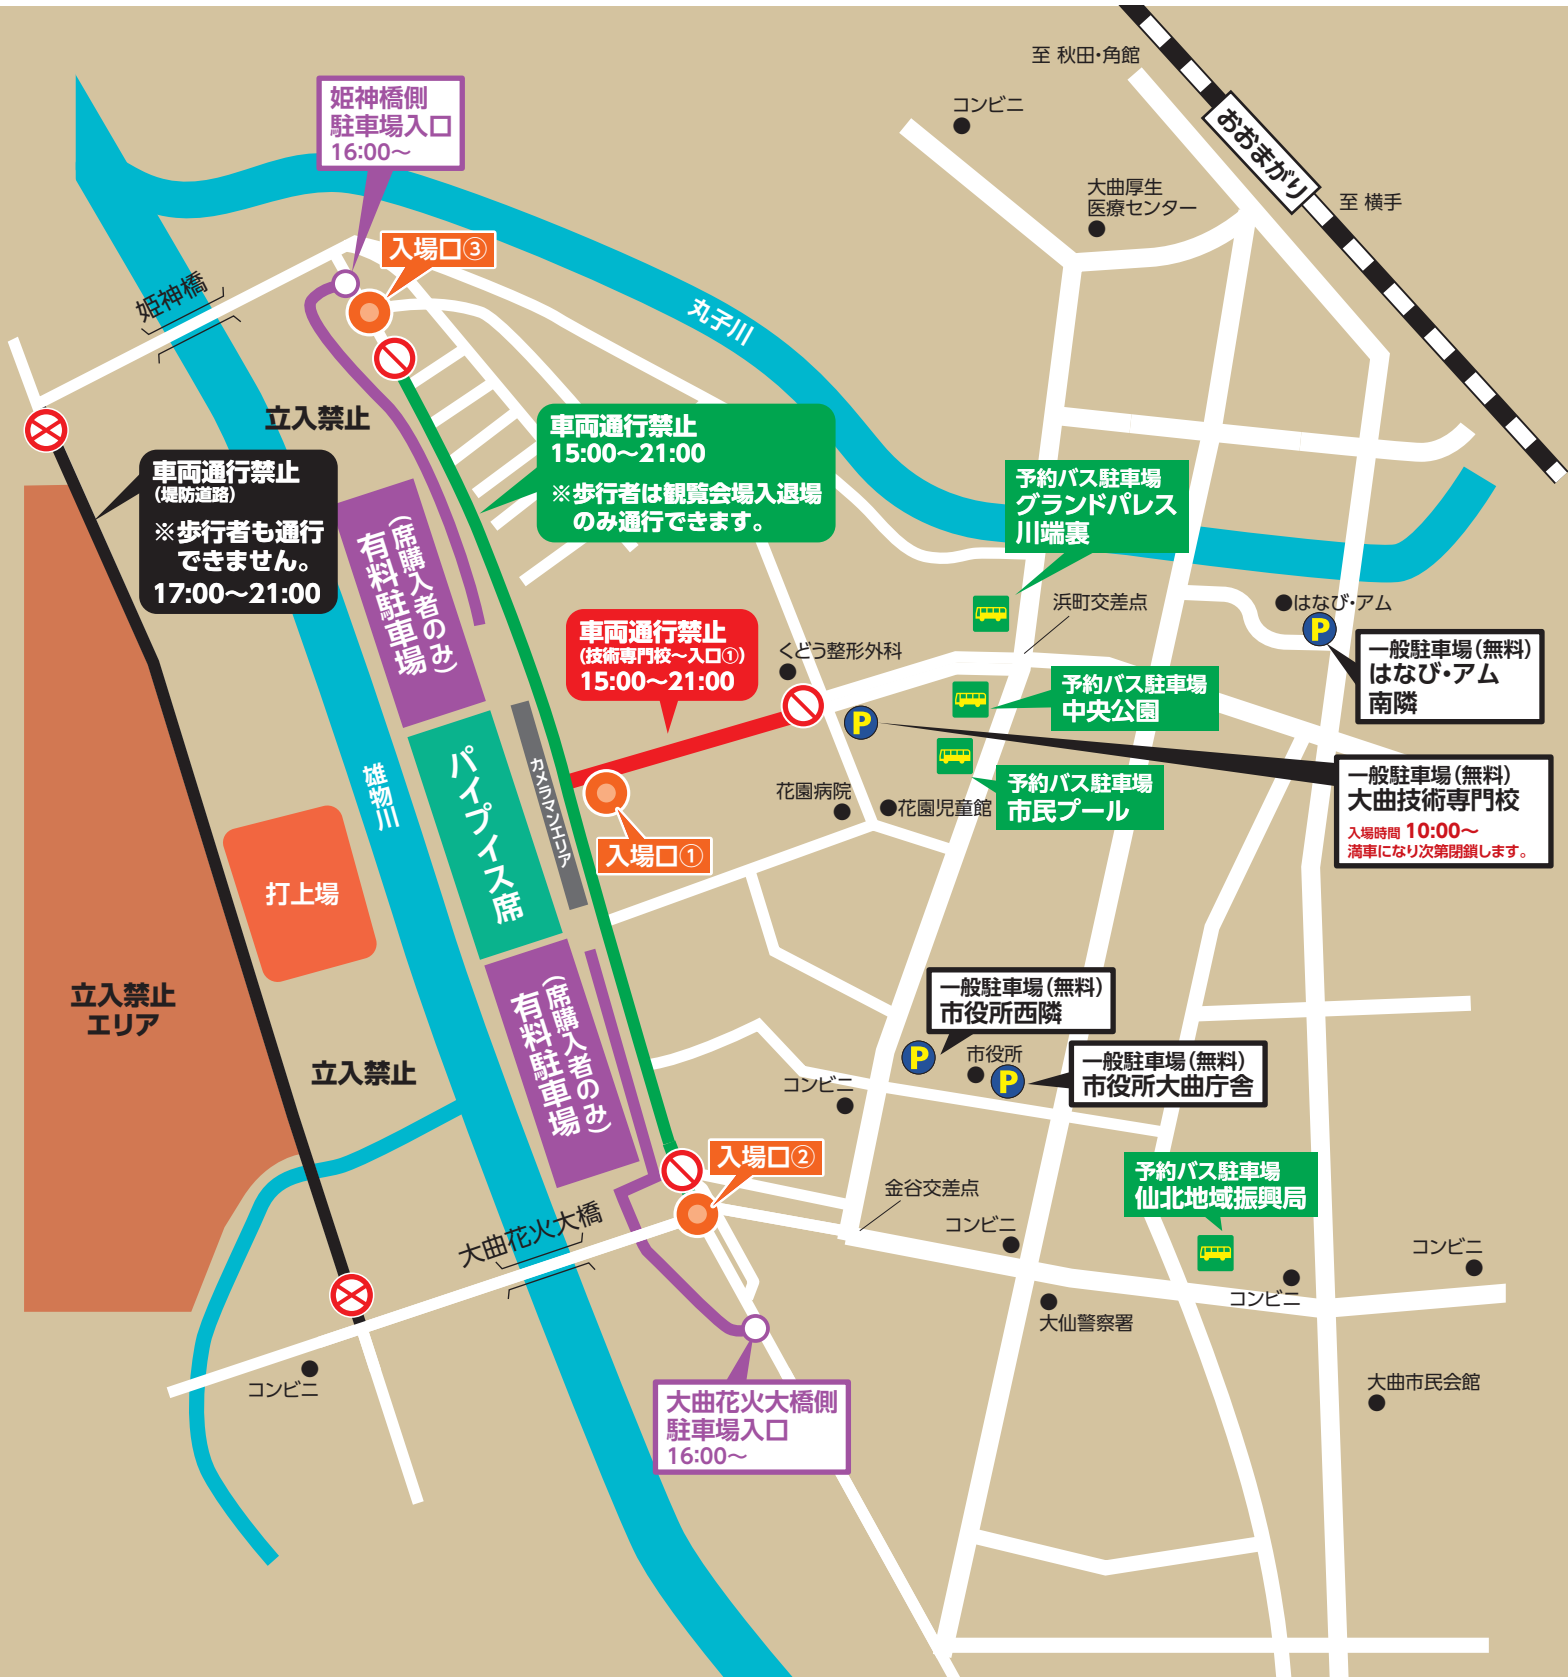 至 秋田・角館
コンビニ
おおまがり
至 横手
大曲厚生
医療センター
姫神橋側
駐車場入口
16:00～
入場口③
姫神橋
丸子川
立入禁止
車両通行禁止
(堤防道路)
※歩行者も通行
できません。
17:00～21:00
車両通行禁止
15:00～21:00
※歩行者は観覧会場入退場
のみ通行できます。
予約バス駐車場
グランドパレス
川端裏
浜町交差点
はなび・アム
P
一般駐車場(無料)
はなび・アム
南隣
有料駐車場
(席購入者のみ)
車両通行禁止
(技術専門校～入口①)
15:00～21:00
くどう整形外科
P
予約バス駐車場
中央公園
予約バス駐車場
市民プール
一般駐車場(無料)
大曲技術専門校
入場時間 10:00～
満車になり次第閉鎖します。
雄物川
パイプイス席
カメラマンエリア
入場口①
花園病院
花園児童館
打上場
立入禁止
エリア
立入禁止
有料駐車場
(席購入者のみ)
一般駐車場(無料)
市役所西隣
P
市役所
P
一般駐車場(無料)
市役所大曲庁舎
コンビニ
入場口②
金谷交差点
予約バス駐車場
仙北地域振興局
大曲花火大橋
コンビニ
コンビニ
コンビニ
大仙警察署
コンビニ
大曲花火大橋側
駐車場入口
16:00～
大曲市民会館